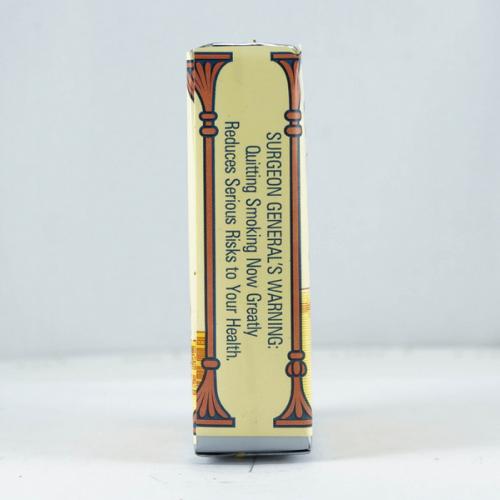 SURGEON GENERAL'S WARNING:
Quitting Smoking Now Greatly
Reduces Serious Risks to Your Health.